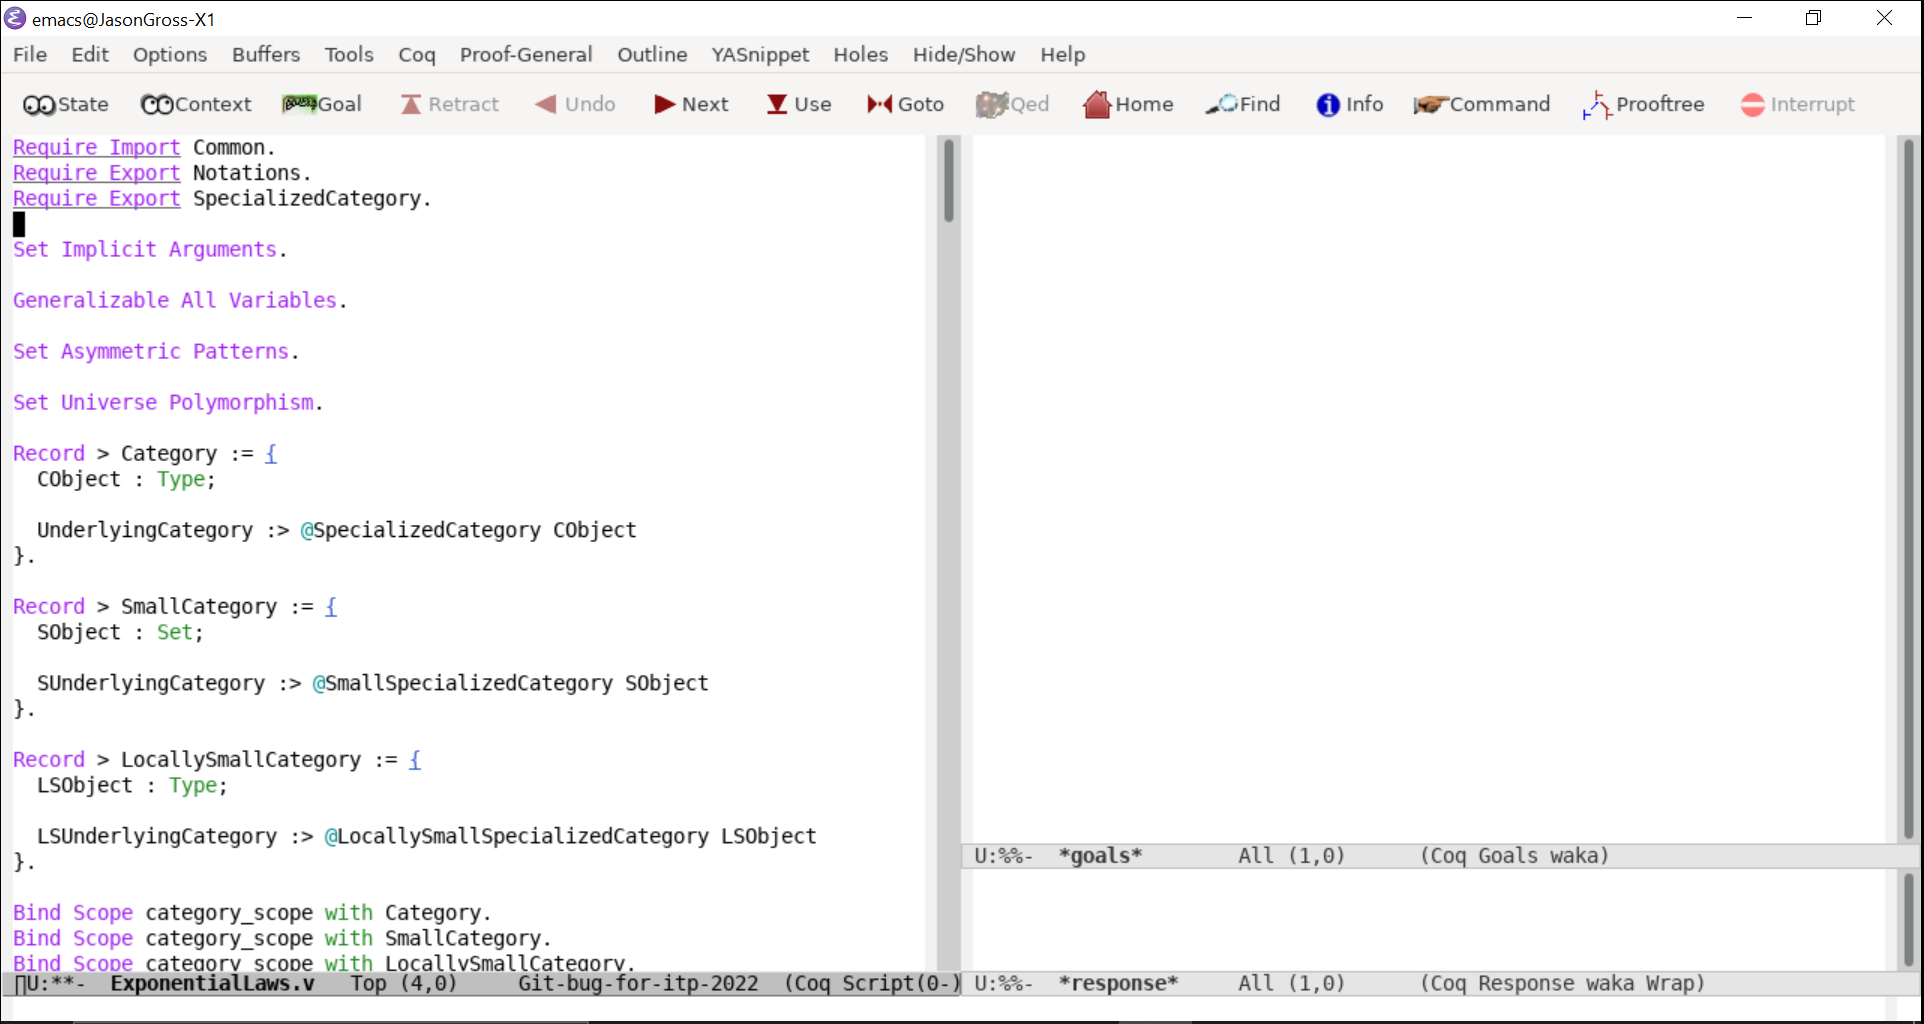 emacs@JasonGross-X1
File Edit Options Buffers Tools Coq Proof-General Outline YASnippet Holes Hide/Show Help
State Context Goal Retract Undo Next Use Goto Qed Home Find Info Command Prooftree Interrupt
Require Import Common.
Require Export Notations.
Require Export SpecializedCategory.
Set Implicit Arguments.
Generalizable All Variables.
Set Asymmetric Patterns.
Set Universe Polymorphism.
Record > Category := {
CObject : Type;
UnderlyingCategory :> @SpecializedCategory CObject
}.
Record > SmallCategory := {
SObject : Set;
SUnderlyingCategory :> @SmallSpecializedCategory SObject
}.
Record > LocallySmallCategory := {
LSObject : Type;
LSUnderlyingCategory :> @LocallySmallSpecializedCategory LSObject
}.
Bind Scope category_scope with Category.
Bind Scope category_scope with SmallCategory.
Bind Scope category_scope with LocallySmallCategory.
U:**- ExponentialLaws.v Top (4,0) Git-bug-for-itp-2022 (Coq Script(0-)
U:%%- *goals* All (1,0) (Coq Goals waka)
U:%%- *response* All (1,0) (Coq Response waka Wrap)